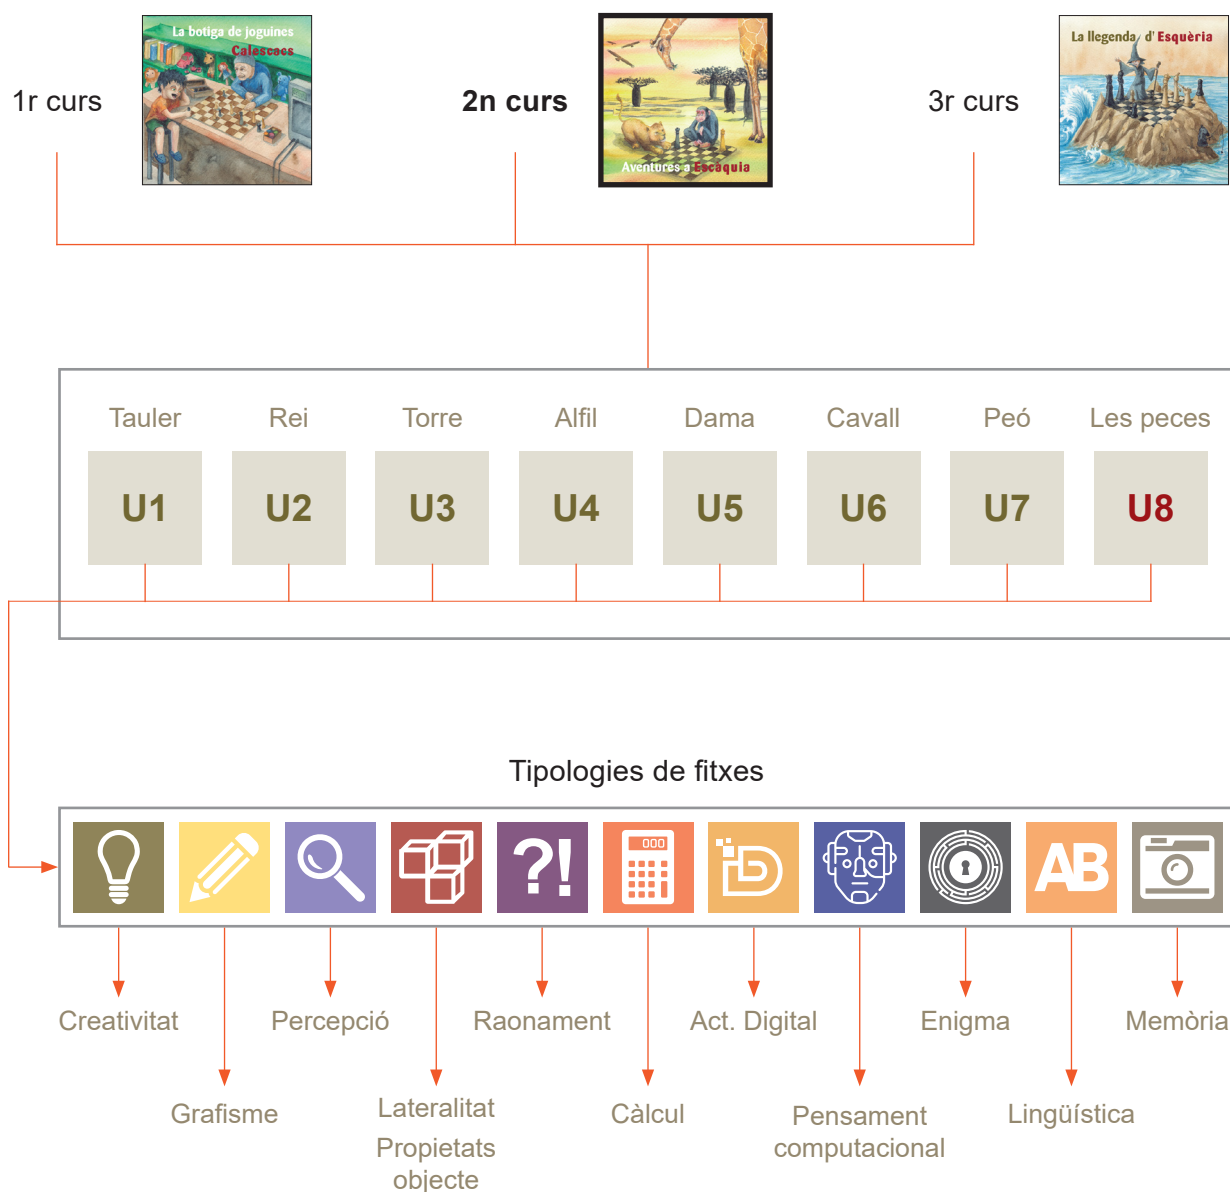 La botiga de joguines
Calescacs
La llegenda d'Esquèria
1r curs
2n curs
3r curs
Aventures a Escàquia
Tauler
Rei
Torre
Alfil
Dama
Cavall
Peó
Les peces
U1
U2
U3
U4
U5
U6
U7
U8
Tipologies de fitxes
?!
000
D
AB
Creativitat
Percepció
Raonament
Act. Digital
Enigma
Memòria
Grafisme
Lateralitat
Propietats
objecte
Càlcul
Pensament
computacional
Lingüística